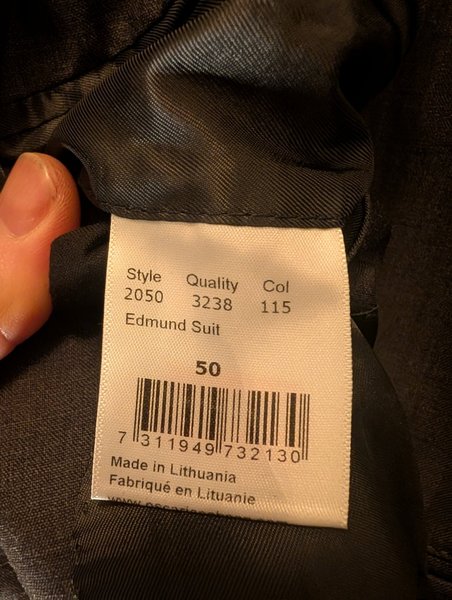 Style Quality Col
2050 3238 115
Edmund Suit
50
7 311949 732130
Made in Lithuania
Fabriqué en Lituanie